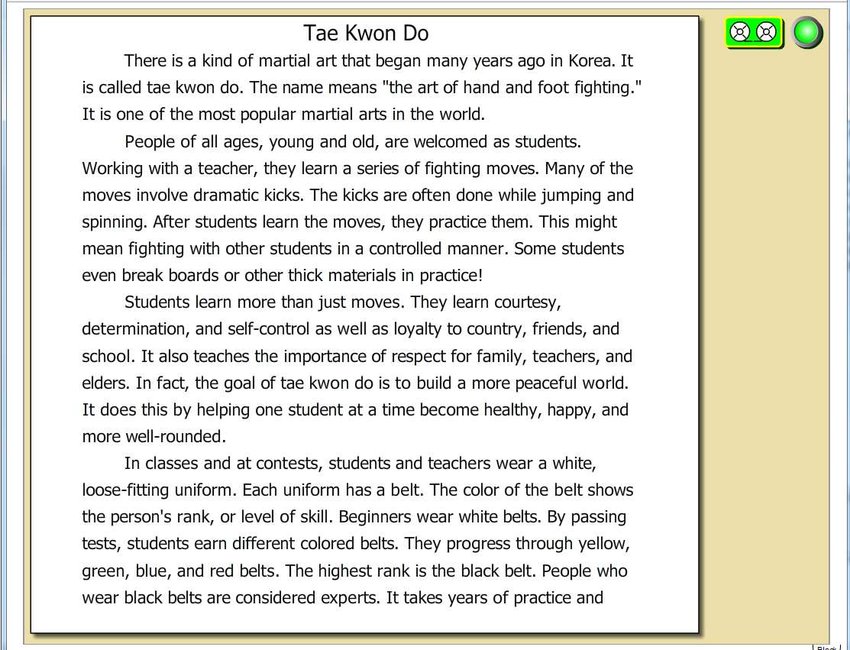 Tae Kwon Do
There is a kind of martial art that began many years ago in Korea. It
is called tae kwon do. The name means "the art of hand and foot fighting."
It is one of the most popular martial arts in the world.
People of all ages, young and old, are welcomed as students.
Working with a teacher, they learn a series of fighting moves. Many of the
moves involve dramatic kicks. The kicks are often done while jumping and
spinning. After students learn the moves, they practice them. This might
mean fighting with other students in a controlled manner. Some students
even break boards or other thick materials in practice!
Students learn more than just moves. They learn courtesy,
determination, and self-control as well as loyalty to country, friends, and
school. It also teaches the importance of respect for family, teachers, and
elders. In fact, the goal of tae kwon do is to build a more peaceful world.
It does this by helping one student at a time become healthy, happy, and
more well-rounded.
In classes and at contests, students and teachers wear a white,
loose-fitting uniform. Each uniform has a belt. The color of the belt shows
the person's rank, or level of skill. Beginners wear white belts. By passing
tests, students earn different colored belts. They progress through yellow,
green, blue, and red belts. The highest rank is the black belt. People who
wear black belts are considered experts. It takes years of practice and